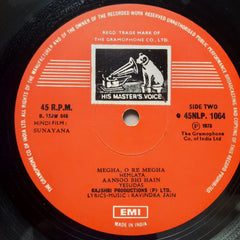 REGD. TRADE MARK OF
THE GRAMOPHONE CO., LTD.
HIS MASTER'S VOICE
45 R.P.M.
HINDI FILM:
SUNAYANA
SIDE TWO
45NLP. 1064
The Gramophone
Co. of India Ltd
MEGHA, O RE MEGHA
HEMLATA
AANSOO BHI HAIN
YESUDAS
RAJSHRI PRODUCTIONS (P) LTD.
LYRICS-MUSIC: RAVINDRA JAIN
EMI
MADE IN INDIA